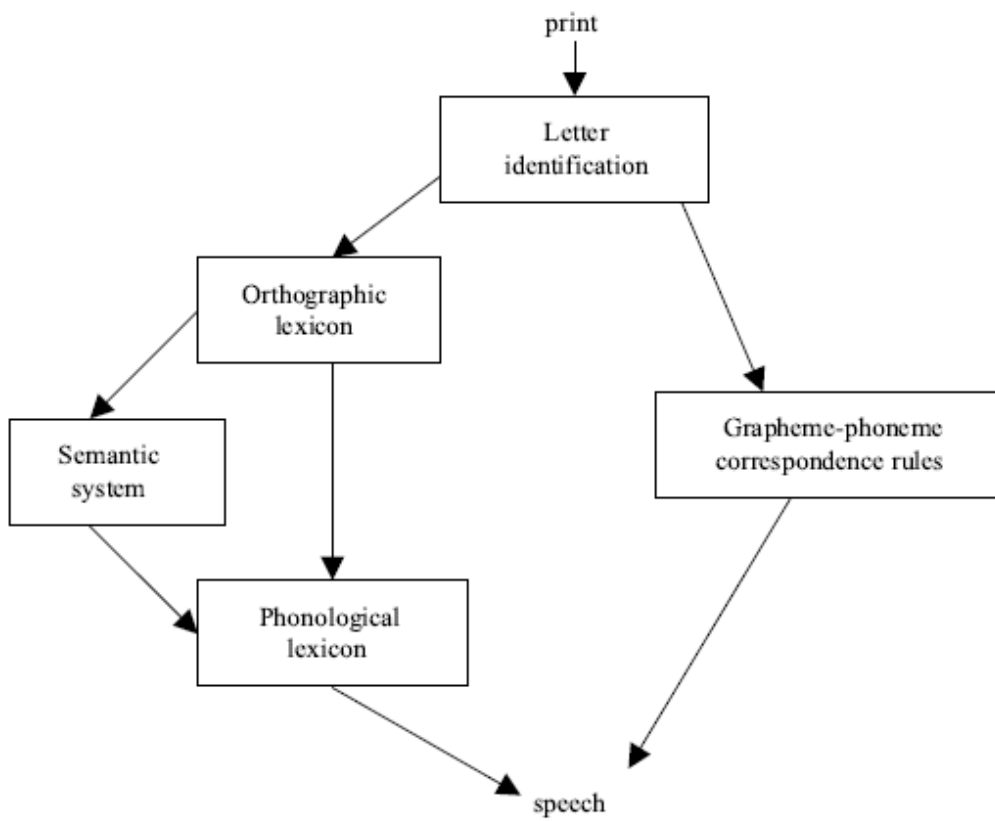 print
Letter
identification
Orthographic
lexicon
Grapheme-phoneme
correspondence rules
Semantic
system
Phonological
lexicon
speech